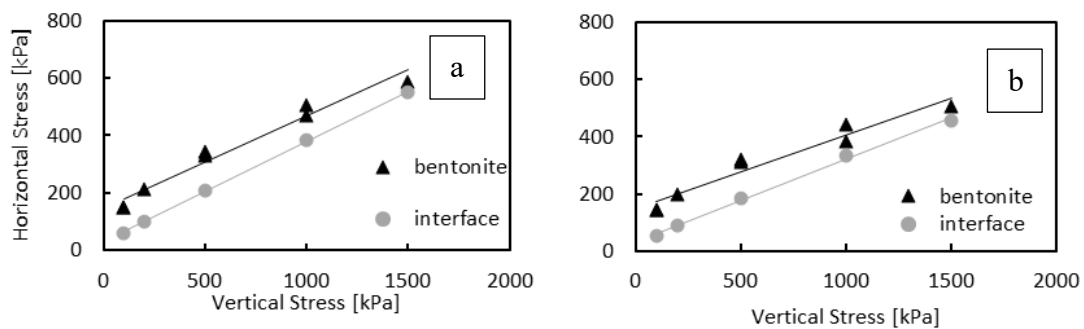 Horizontal Stress [kPa]
800
600
400
200
0
a
bentonite
interface
0 500 1000 1500 2000
Vertical Stress [kPa]
800
600
400
200
0
b
bentonite
interface
0 500 1000 1500 2000
Vertical Stress [kPa]